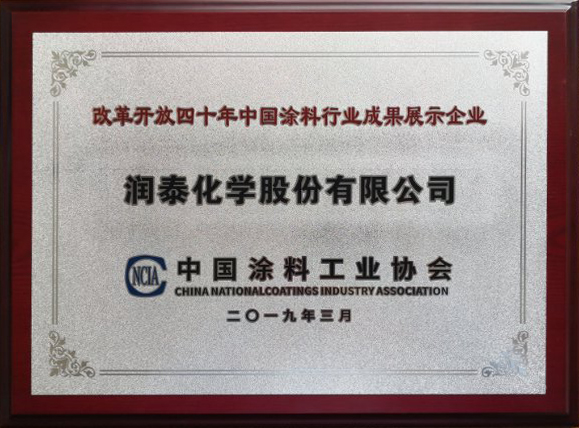 改革开放四十年中国涂料行业成果展示企业
润泰化学股份有限公司
NCIA
中国涂料工业协会
CHINA NATIONALCOATINGS INDUSTRY ASSOCIATION
二〇一九年三月